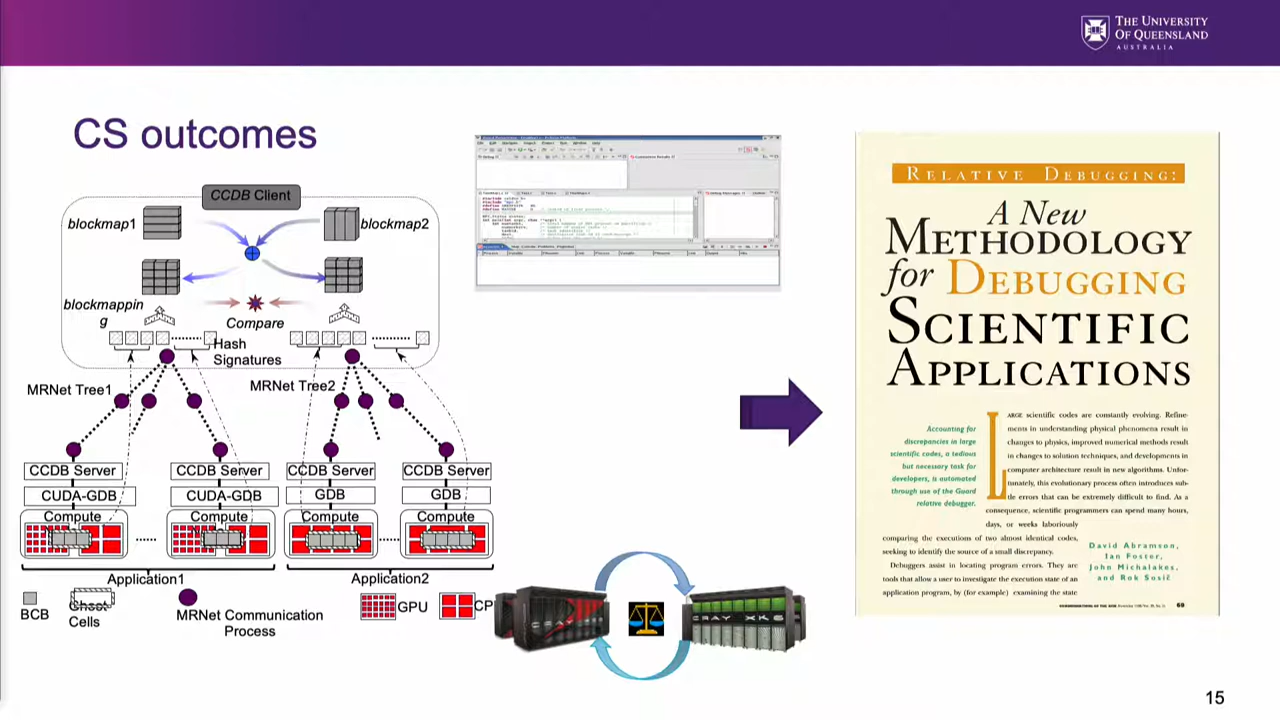 THE UNIVERSITY
OF QUEENSLAND
AUSTRALIA
CS outcomes
CCDB Client
blockmap1
blockmap2
blockmappin
g
Compare
Hash
Signatures
MRNet Tree1
MRNet Tree2
CCDB Server
CCDB Server
CCDB Server
CCDB Server
CUDA-GDB
CUDA-GDB
GDB
GDB
Compute
Compute
Compute
Compute
Application1
Application2
BCB
Ghost
Cells
MRNet Communication
Process
GPU
CP
CRAY XK6
RELATIVE DEBUGGING:
A New
METHODOLOGY
for DEBUGGING
SCIENTIFIC
APPLICATIONS
Accounting for
discrepancies in large
scientific codes, a tedious
but necessary task for
developers, is automated
through use of the Guard
relative debugger.
LARGE scientific codes are constantly evolving. Refine-
ments in understanding physical phenomena result in
changes to physics, improved numerical methods result
in changes to solution techniques, and developments in
computer architecture result in new algorithms. Unfor-
tunately, this evolutionary process often introduces sub-
tle errors that can be extremely difficult to find. As a
consequence, scientific programmers can spend many hours,
days, or weeks laboriously
comparing the executions of two almost identical codes,
seeking to identify the source of a small discrepancy.
Debuggers assist in locating program errors. They are
tools that allow a user to investigate the execution state of an
application program, by (for example) examining the state
David Abramson,
Ian Foster,
John Michalakes,
and Rok Sosič
69
15